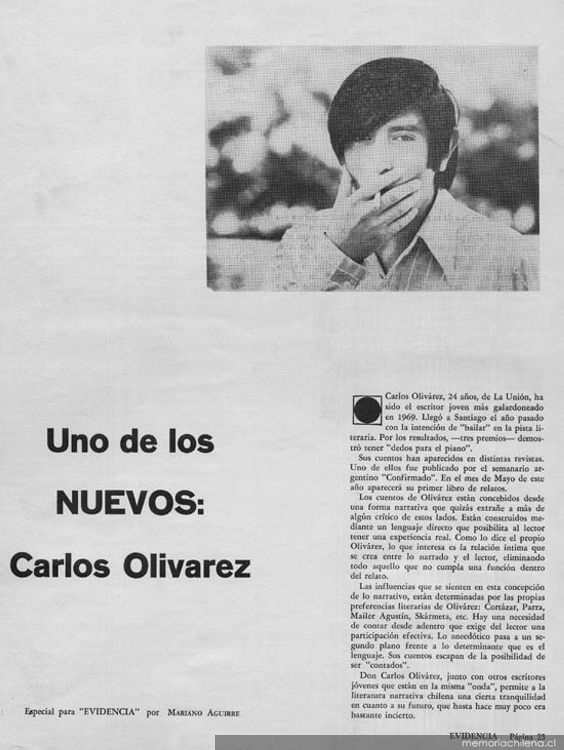 Uno de los
NUEVOS:
Carlos Olivarez
Especial para "EVIDENCIA" por MARIANO AGUIRRE
Carlos Olivárez, 24 años, de La Unión, ha
sido el escritor joven más galardoneado
en 1969. Llegó a Santiago el año pasado
con la intención de "bailar" en la pista li-
teraria. Por los resultados, —tres premios— demos-
tró tener "dedos para el piano".
Sus cuentos han aparecidos en distintas revistas.
Uno de ellos fue publicado por el semanario ar-
gentino "Confirmado". En el mes de Mayo de este
año aparecerá su primer libro de relatos.
Los cuentos de Olivárez están concebidos desde
una forma narrativa que quizás extrañe a más de
algún crítico de estos lados. Están construidos me-
diante un lenguaje directo que posibilita al lector
tener una experiencia real. Como lo dice el propio
Olivárez, lo que interesa es la relación íntima que
se crea entre lo narrado y el lector, eliminando
todo aquello que no cumpla una función dentro
del relato.
Las influencias que se sienten en esta concepción
de lo narrativo, están determinadas por las propias
preferencias literarias de Olivárez: Cortázar, Parra,
Mailer Agustín, Skármeta, etc. Hay una necesidad
de contar desde adentro que exige del lector una
participación efectiva. Lo anecdótico pasa a un se-
gundo plano frente a lo determinante que es el
lenguaje. Sus cuentos escapan de la posibilidad de
ser "contados".
Don Carlos Olivárez, junto con otros escritores
jóvenes que están en la misma "onda", permite a la
literatura narrativa chilena una cierta tranquilidad
en cuanto a su futuro, que hasta hace muy poco era
bastante incierto.
EVIDENCIA Página 23
memoriachilena.cl